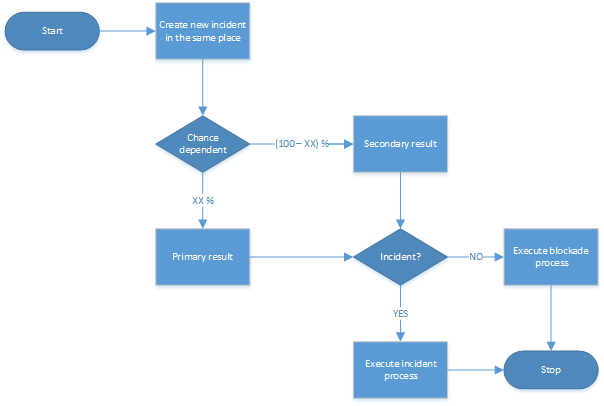 Start
Create new incident
in the same place
Chance
dependent
(100 – XX) %
Secondary result
XX %
Primary result
Incident?
NO
Execute blockade
process
YES
Execute incident
process
Stop